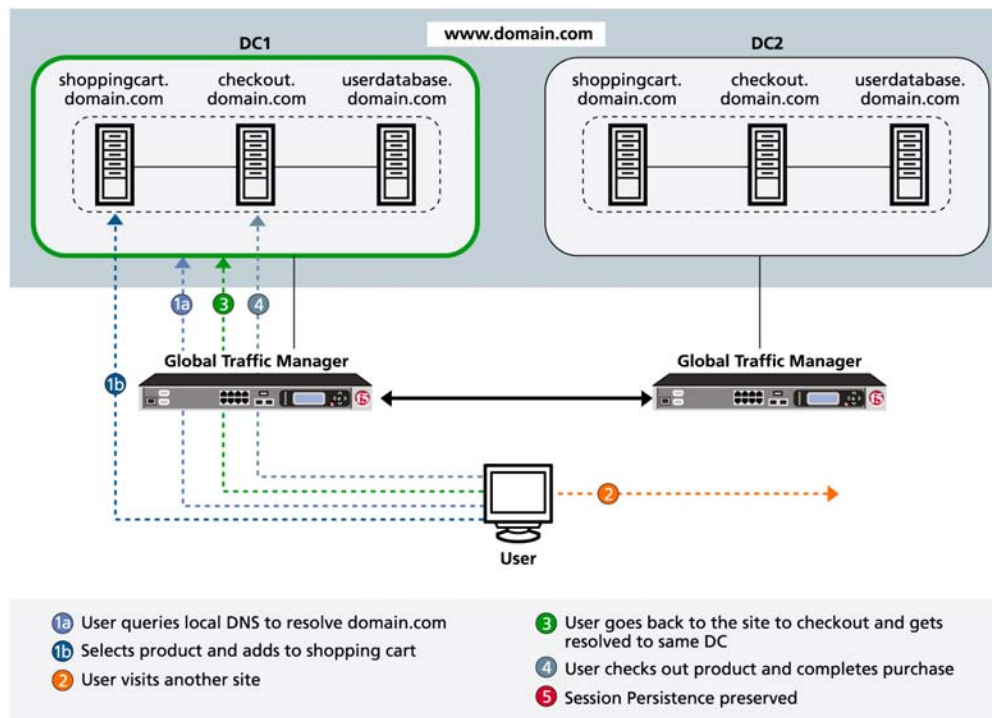 www.domain.com
DC1
DC2
shoppingcart.
domain.com
checkout.
domain.com
userdatabase.
domain.com
shoppingcart.
domain.com
checkout.
domain.com
userdatabase.
domain.com
1a
3
4
Global Traffic Manager
Global Traffic Manager
1b
f5
f5
2
User
1a User queries local DNS to resolve domain.com
1b Selects product and adds to shopping cart
2 User visits another site
3 User goes back to the site to checkout and gets
resolved to same DC
4 User checks out product and completes purchase
5 Session Persistence preserved